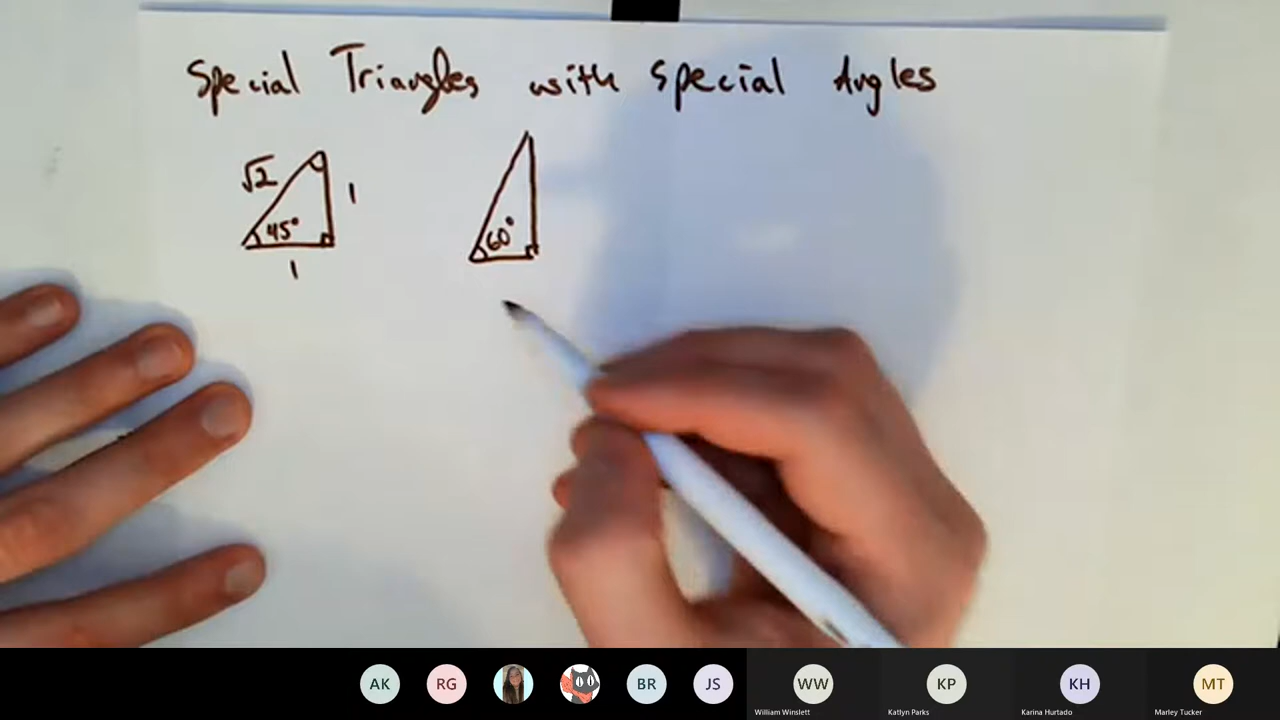 Special Triangles with special Angles
√2
1
45°
1
60°
AK
RG
BR
JS
WW
KP
KH
MT
William Winslett
Katlyn Parks
Karina Hurtado
Marley Tucker